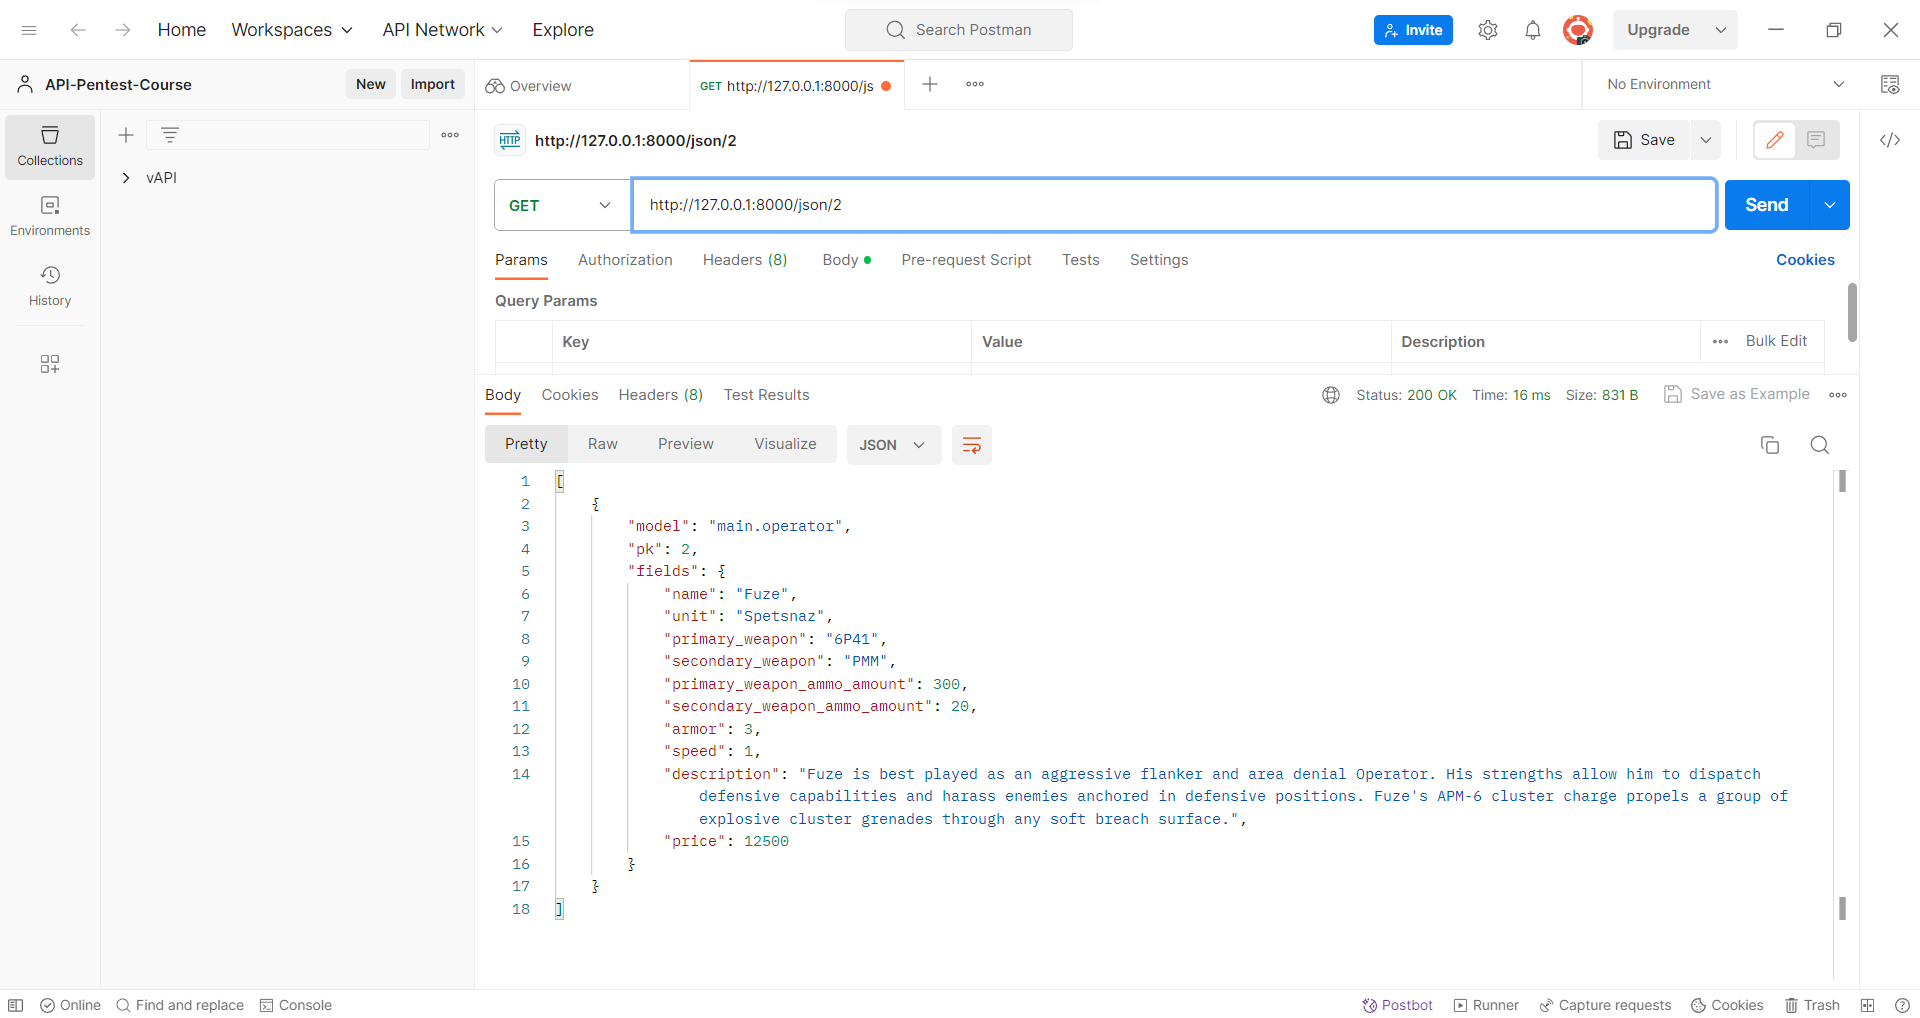 Home Workspaces API Network Explore Search Postman Invite Upgrade
API-Pentest-Course New Import Overview GET http://127.0.0.1:8000/js No Environment
HTTP http://127.0.0.1:8000/json/2 Save
Collections
vAPI
GET http://127.0.0.1:8000/json/2 Send
Environments
Params Authorization Headers (8) Body Pre-request Script Tests Settings Cookies
History
Query Params
Key Value Description Bulk Edit
Body Cookies Headers (8) Test Results Status: 200 OK Time: 16 ms Size: 831 B Save as Example
Pretty Raw Preview Visualize JSON
1 [
2 {
3 "model": "main.operator",
4 "pk": 2,
5 "fields": {
6 "name": "Fuze",
7 "unit": "Spetsnaz",
8 "primary_weapon": "6P41",
9 "secondary_weapon": "PMM",
10 "primary_weapon_ammo_amount": 300,
11 "secondary_weapon_ammo_amount": 20,
12 "armor": 3,
13 "speed": 1,
14 "description": "Fuze is best played as an aggressive flanker and area denial Operator. His strengths allow him to dispatch
defensive capabilities and harass enemies anchored in defensive positions. Fuze's APM-6 cluster charge propels a group of
explosive cluster grenades through any soft breach surface.",
15 "price": 12500
16 }
17 }
18 ]
Online Find and replace Console Postbot Runner Capture requests Cookies Trash